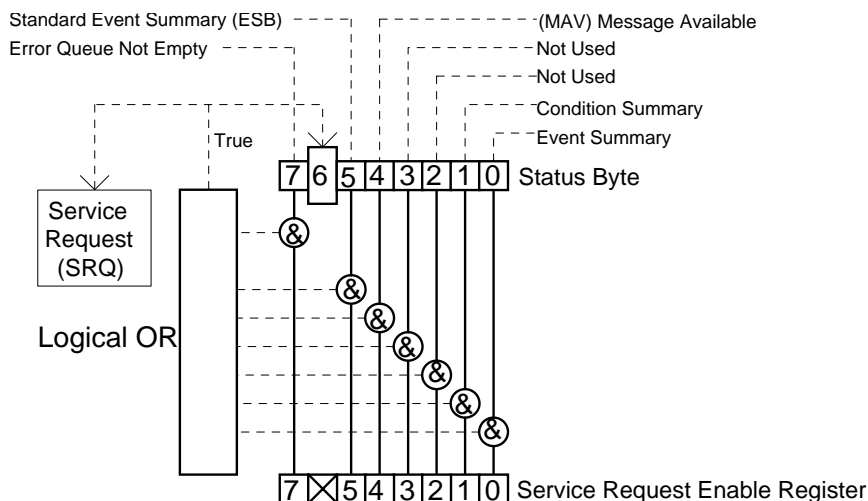 Standard Event Summary (ESB)
(MAV) Message Available
Error Queue Not Empty
Not Used
Not Used
Condition Summary
Event Summary
True
7 6 5 4 3 2 1 0
Status Byte
Service
Request
(SRQ)
&
&
&
&
&
&
&
Logical OR
7 5 4 3 2 1 0
Service Request Enable Register